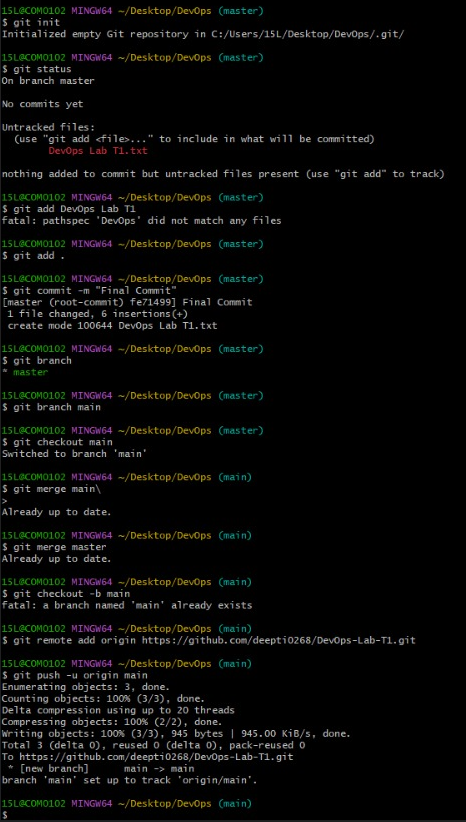 15L@COMO102 MINGW64 ~/Desktop/DevOps (master)
$ git init
Initialized empty Git repository in C:/Users/15L/Desktop/DevOps/.git/
15L@COMO102 MINGW64 ~/Desktop/DevOps (master)
$ git status
On branch master
No commits yet
Untracked files:
(use "git add <file>..." to include in what will be committed)
DevOps Lab T1.txt
nothing added to commit but untracked files present (use "git add" to track)
15L@COMO102 MINGW64 ~/Desktop/DevOps (master)
$ git add DevOps Lab T1
fatal: pathspec 'DevOps' did not match any files
15L@COMO102 MINGW64 ~/Desktop/DevOps (master)
$ git add .
15L@COMO102 MINGW64 ~/Desktop/DevOps (master)
$ git commit -m "Final Commit"
[master (root-commit) fe71499] Final Commit
1 file changed, 6 insertions(+)
create mode 100644 DevOps Lab T1.txt
15L@COMO102 MINGW64 ~/Desktop/DevOps (master)
$ git branch
* master
15L@COMO102 MINGW64 ~/Desktop/DevOps (master)
$ git branch main
15L@COMO102 MINGW64 ~/Desktop/DevOps (master)
$ git checkout main
Switched to branch 'main'
15L@COMO102 MINGW64 ~/Desktop/DevOps (main)
$ git merge main\
>
Already up to date.
15L@COMO102 MINGW64 ~/Desktop/DevOps (main)
$ git merge master
Already up to date.
15L@COMO102 MINGW64 ~/Desktop/DevOps (main)
$ git checkout -b main
fatal: a branch named 'main' already exists
15L@COMO102 MINGW64 ~/Desktop/DevOps (main)
$ git remote add origin https://github.com/deepti0268/DevOps-Lab-T1.git
15L@COMO102 MINGW64 ~/Desktop/DevOps (main)
$ git push -u origin main
Enumerating objects: 3, done.
Counting objects: 100% (3/3), done.
Delta compression using up to 20 threads
Compressing objects: 100% (2/2), done.
Writing objects: 100% (3/3), 945 bytes | 945.00 KiB/s, done.
Total 3 (delta 0), reused 0 (delta 0), pack-reused 0
To https://github.com/deepti0268/DevOps-Lab-T1.git
* [new branch] main -> main
branch 'main' set up to track 'origin/main'.
15L@COMO102 MINGW64 ~/Desktop/DevOps (main)
$